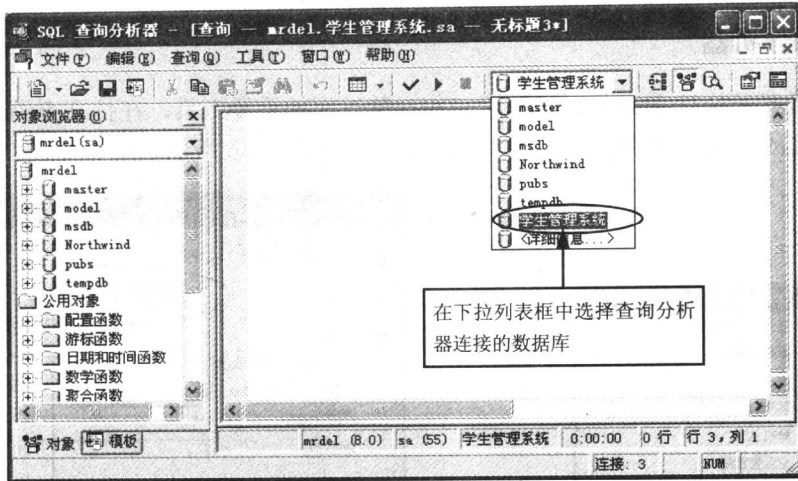 SQL 查询分析器 - [查询 — mrdel.学生管理系统.sa — 无标题3*]
文件(F) 编辑(E) 查询(Q) 工具(T) 窗口(W) 帮助(H)
学生管理系统
对象浏览器(O)
mrdel(sa)
mrdel
master
model
msdb
Northwind
pubs
tempdb
公用对象
配置函数
游标函数
日期和时间函数
数学函数
聚合函数
对象 模板
master
model
msdb
Northwind
pubs
tempdb
学生管理系统
<详细信息...>
在下拉列表框中选择查询分析
器连接的数据库
mrdel (8.0) sa (55) 学生管理系统 0:00:00 0 行 行 3, 列 1
连接: 3 NUM